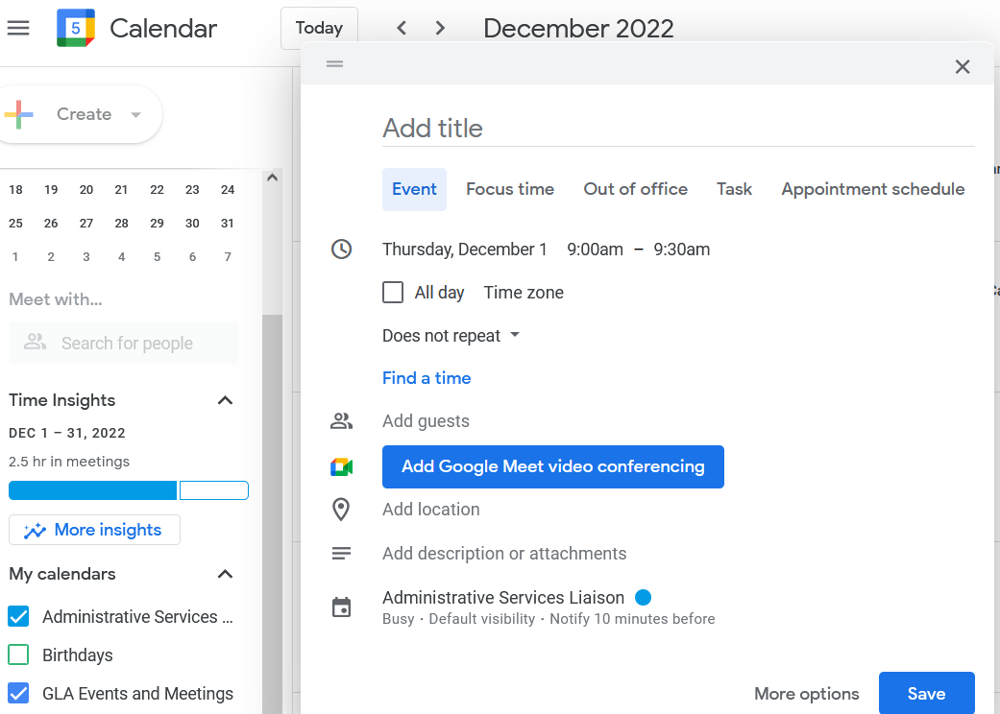 5 Calendar Today December 2022
Create
18 19 20 21 22 23 24
25 26 27 28 29 30 31
1 2 3 4 5 6 7
Meet with...
Search for people
Time Insights
DEC 1 – 31, 2022
2.5 hr in meetings
More insights
My calendars
Administrative Services ...
Birthdays
GLA Events and Meetings
Add title
Event Focus time Out of office Task Appointment schedule
Thursday, December 1 9:00am – 9:30am
All day Time zone
Does not repeat
Find a time
Add guests
Add Google Meet video conferencing
Add location
Add description or attachments
Administrative Services Liaison
Busy · Default visibility · Notify 10 minutes before
More options Save